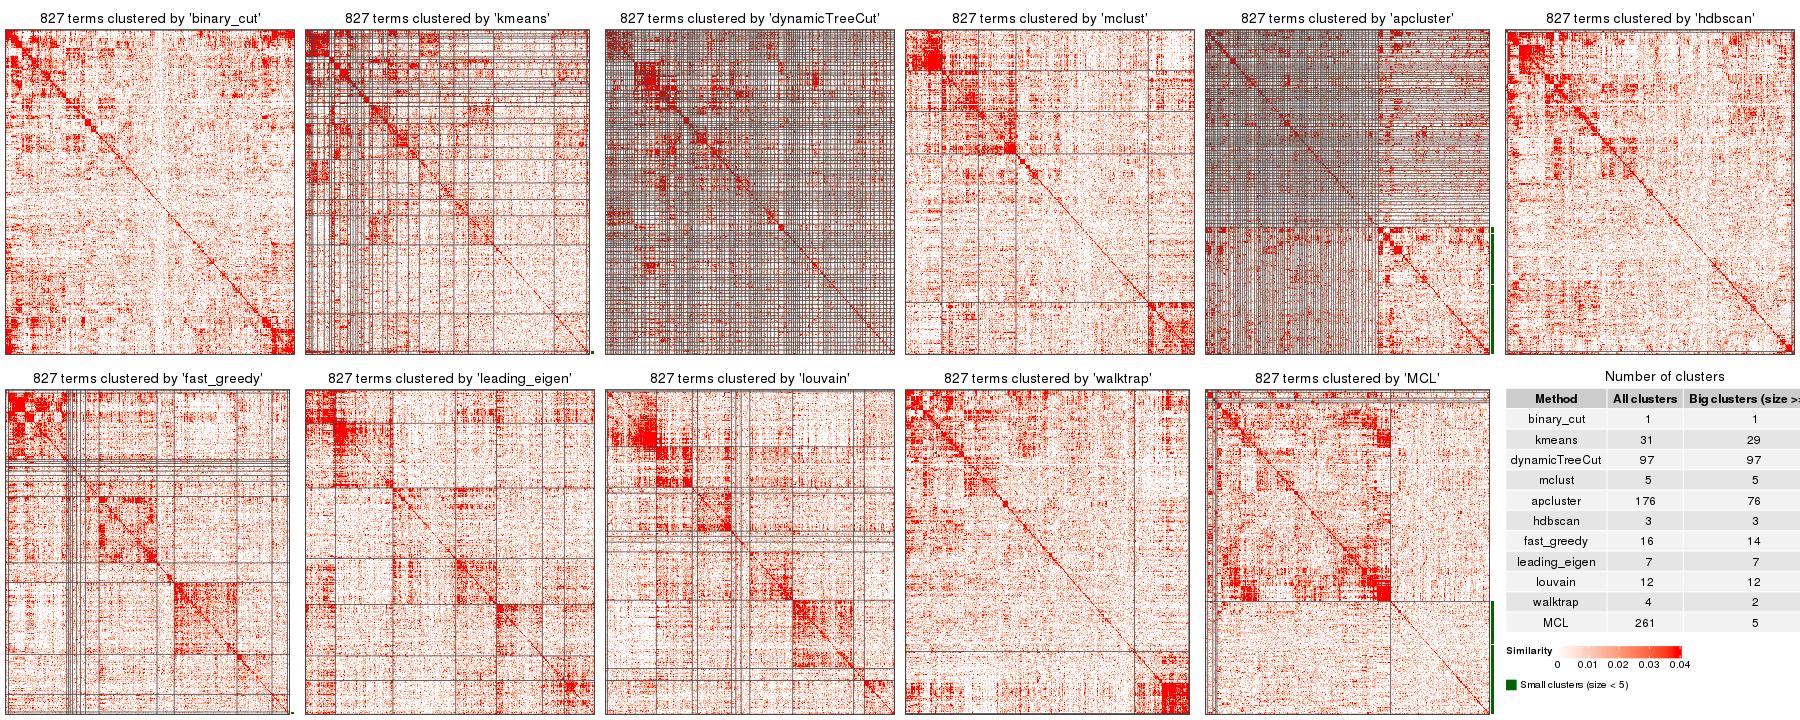 827 terms clustered by 'binary_cut'
827 terms clustered by 'kmeans'
827 terms clustered by 'dynamicTreeCut'
827 terms clustered by 'mclust'
827 terms clustered by 'apcluster'
827 terms clustered by 'hdbscan'
827 terms clustered by 'fast_greedy'
827 terms clustered by 'leading_eigen'
827 terms clustered by 'louvain'
827 terms clustered by 'walktrap'
827 terms clustered by 'MCL'
Number of clusters
Method All clusters Big clusters (size >=
binary_cut 1 1
kmeans 31 29
dynamicTreeCut 97 97
mclust 5 5
apcluster 176 76
hdbscan 3 3
fast_greedy 16 14
leading_eigen 7 7
louvain 12 12
walktrap 4 2
MCL 261 5
Similarity
0 0.01 0.02 0.03 0.04
Small clusters (size < 5)